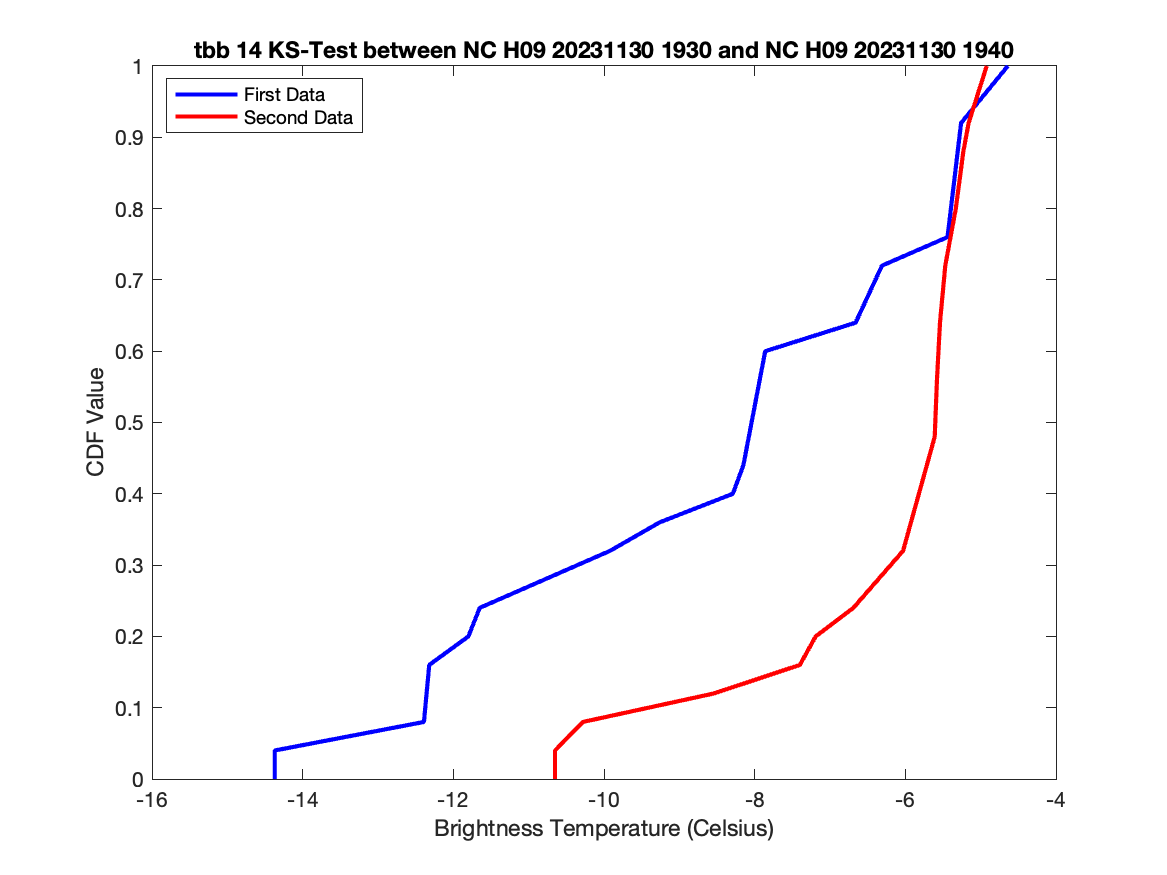 tbb 14 KS-Test between NC H09 20231130 1930 and NC H09 20231130 1940
First Data
Second Data
1
0.9
0.8
0.7
0.6
0.5
0.4
0.3
0.2
0.1
0
CDF Value
-16 -14 -12 -10 -8 -6 -4
Brightness Temperature (Celsius)